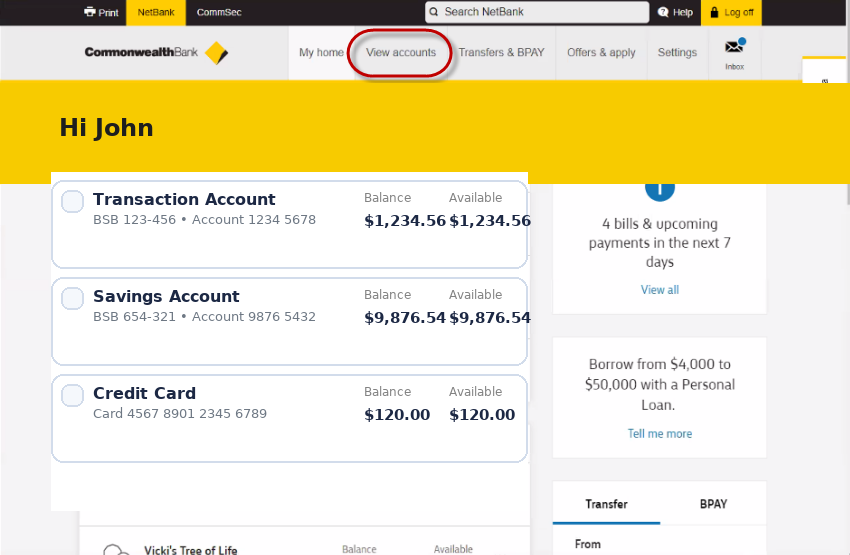 Print NetBank CommSec Search NetBank Help Log off
CommonwealthBank My home View accounts Transfers & BPAY Offers & apply Settings Inbox
Hi John
Transaction Account Balance Available
BSB 123-456 • Account 1234 5678 $1,234.56 $1,234.56
Savings Account Balance Available
BSB 654-321 • Account 9876 5432 $9,876.54 $9,876.54
Credit Card Balance Available
Card 4567 8901 2345 6789 $120.00 $120.00
Vicki's Tree of Life Balance Available
4 bills & upcoming
payments in the next 7
days
View all
Borrow from $4,000 to
$50,000 with a Personal
Loan.
Tell me more
Transfer BPAY
From